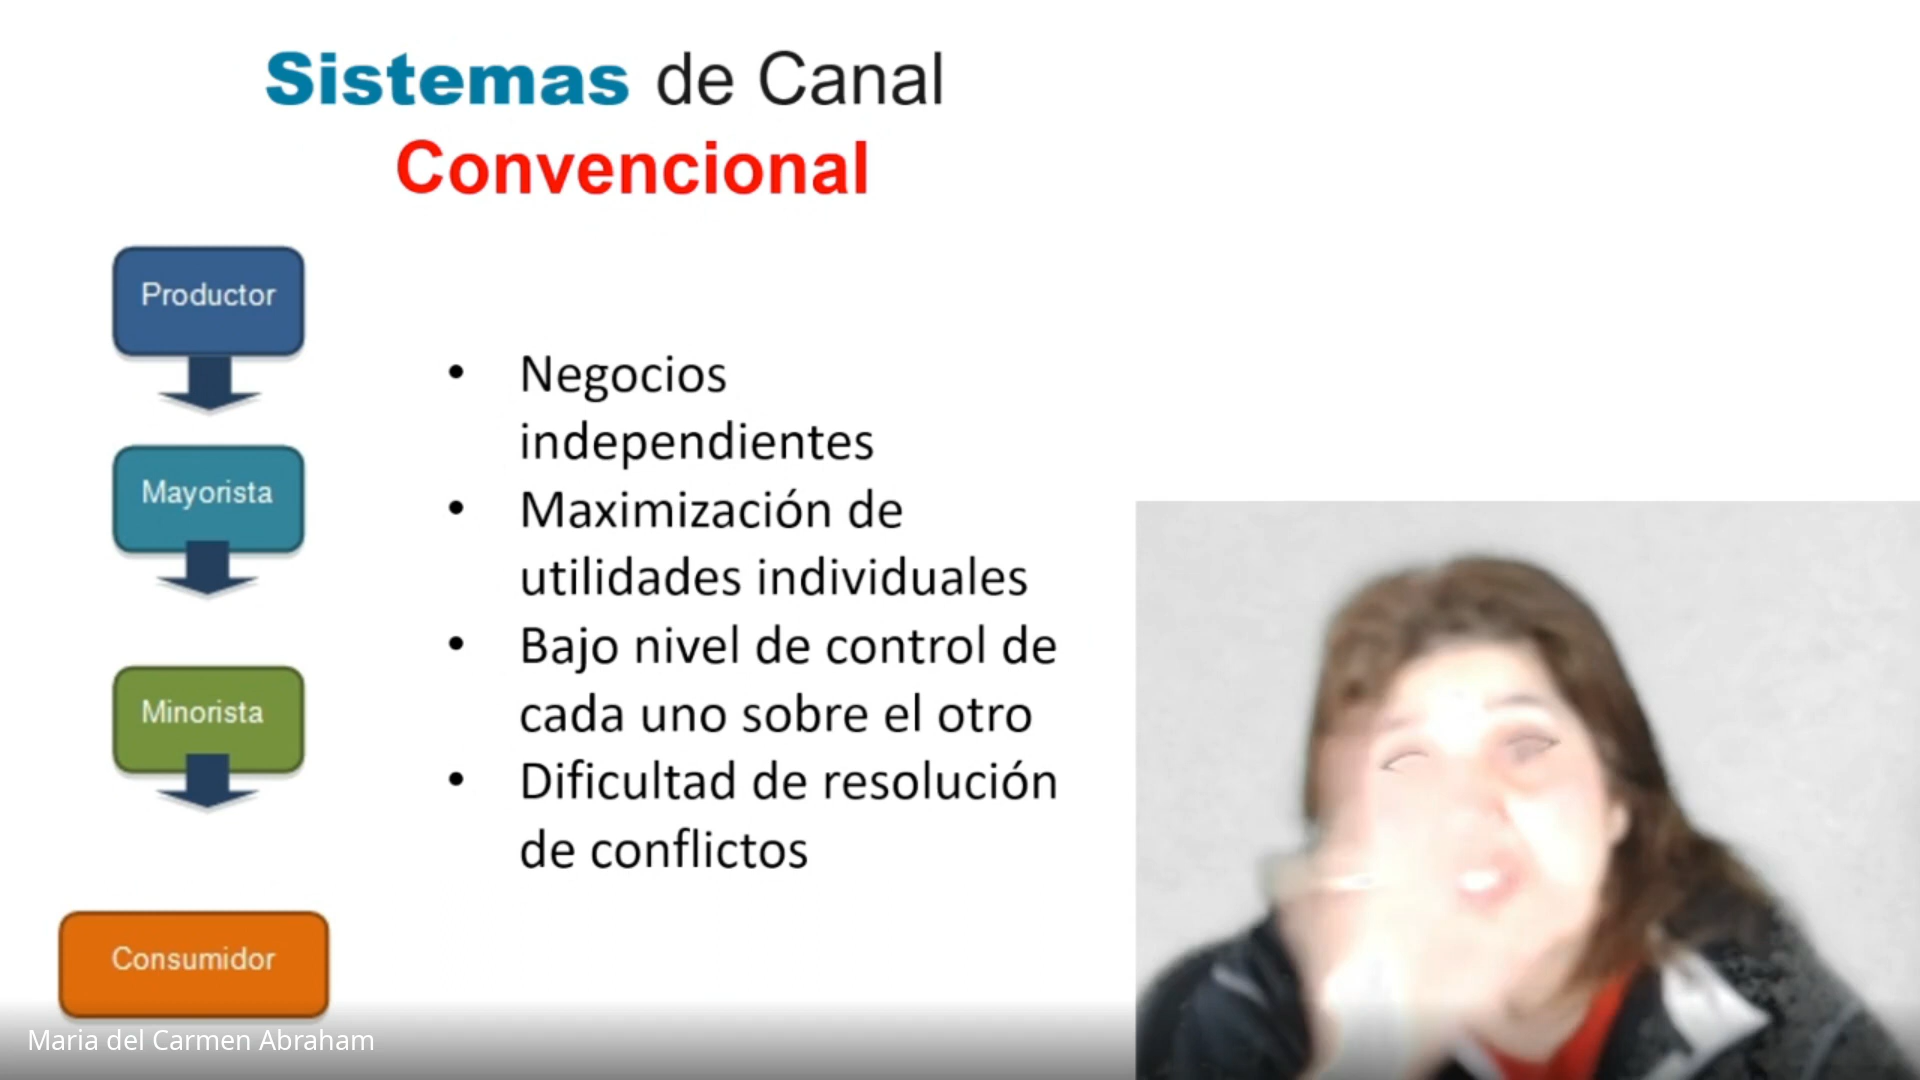 Sistemas de Canal
Convencional
Productor
Mayorista
Minorista
Consumidor
• Negocios
independientes
• Maximización de
utilidades individuales
• Bajo nivel de control de
cada uno sobre el otro
• Dificultad de resolución
de conflictos
Maria del Carmen Abraham